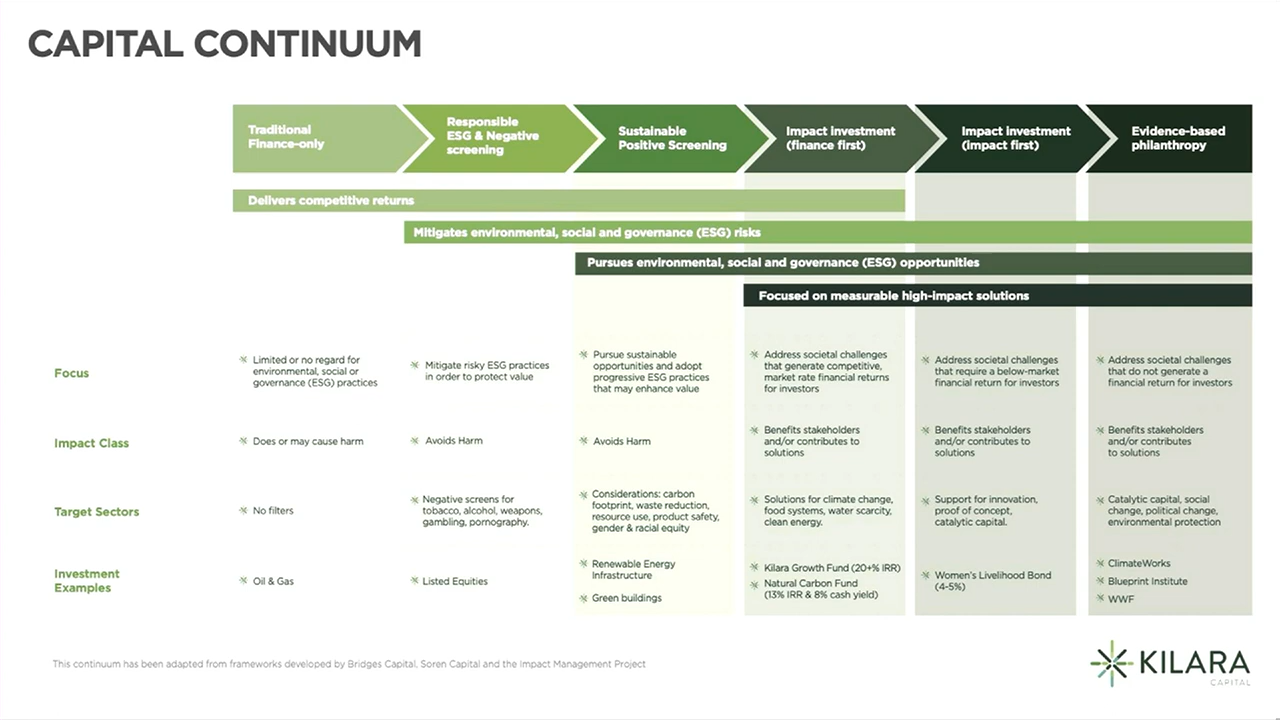 CAPITAL CONTINUUM
Traditional
Finance-only
Responsible
ESG & Negative
screening
Sustainable
Positive Screening
Impact investment
(finance first)
Impact investment
(impact first)
Evidence-based
philanthropy
Delivers competitive returns
Mitigates environmental, social and governance (ESG) risks
Pursues environmental, social and governance (ESG) opportunities
Focused on measurable high-impact solutions
Focus
Limited or no regard for
environmental, social or
governance (ESG) practices
Mitigate risky ESG practices
in order to protect value
Pursue sustainable
opportunities and adopt
progressive ESG practices
that may enhance value
Address societal challenges
that generate competitive,
market rate financial returns
for investors
Address societal challenges
that require a below-market
financial return for investors
Address societal challenges
that do not generate a
financial return for investors
Impact Class
Does or may cause harm
Avoids Harm
Avoids Harm
Benefits stakeholders
and/or contributes to
solutions
Benefits stakeholders
and/or contributes to
solutions
Benefits stakeholders
and/or contributes
to solutions
Target Sectors
No filters
Negative screens for
tobacco, alcohol, weapons,
gambling, pornography.
Considerations: carbon
footprint, waste reduction,
resource use, product safety,
gender & racial equity
Solutions for climate change,
food systems, water scarcity,
clean energy.
Support for innovation,
proof of concept,
catalytic capital.
Catalytic capital, social
change, political change,
environmental protection
Investment
Examples
Oil & Gas
Listed Equities
Renewable Energy
Infrastructure
Green buildings
Kilara Growth Fund (20+% IRR)
Natural Carbon Fund
(13% IRR & 8% cash yield)
Women's Livelihood Bond
(4-5%)
ClimateWorks
Blueprint Institute
WWF
This continuum has been adapted from frameworks developed by Bridges Capital, Soren Capital and the Impact Management Project
KILARA
CAPITAL